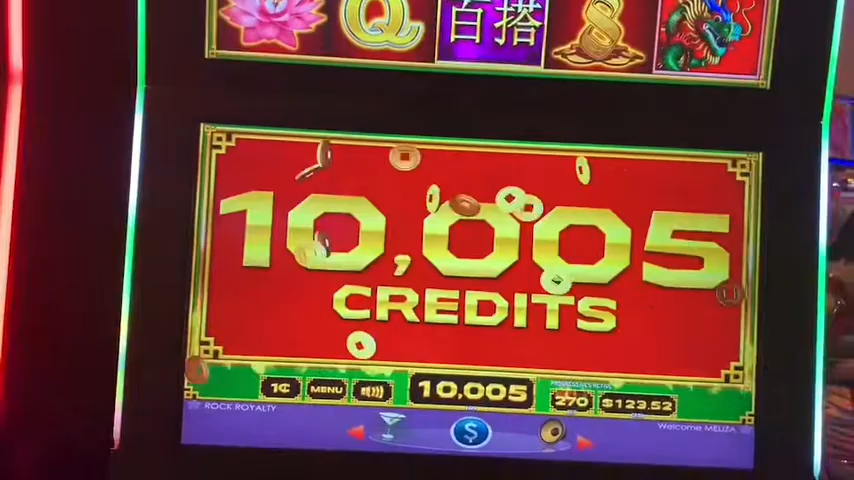 Q 百搭
10,005
CREDITS
1¢ MENU 10,005 270 $123.52
ROCK ROYALTY Welcome MELIZA
$